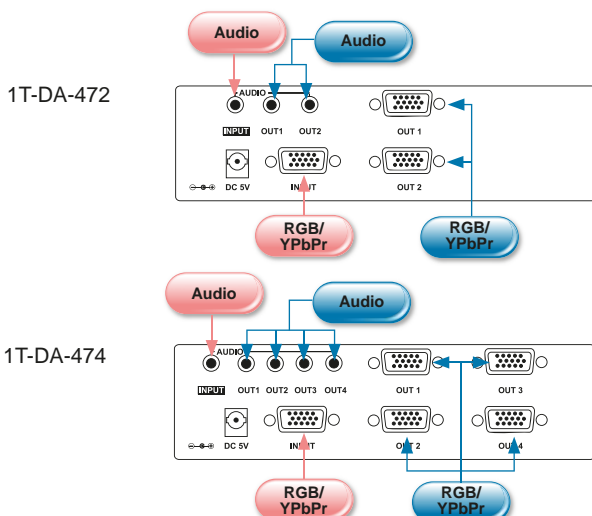 Audio
Audio
1T-DA-472
AUDIO
INPUT OUT1 OUT2 OUT 1
DC 5V INPUT OUT 2
RGB/
YPbPr
RGB/
YPbPr
Audio
Audio
1T-DA-474
AUDIO
INPUT OUT1 OUT2 OUT3 OUT4 OUT 1 OUT 3
DC 5V INPUT OUT 2 OUT 4
RGB/
YPbPr
RGB/
YPbPr